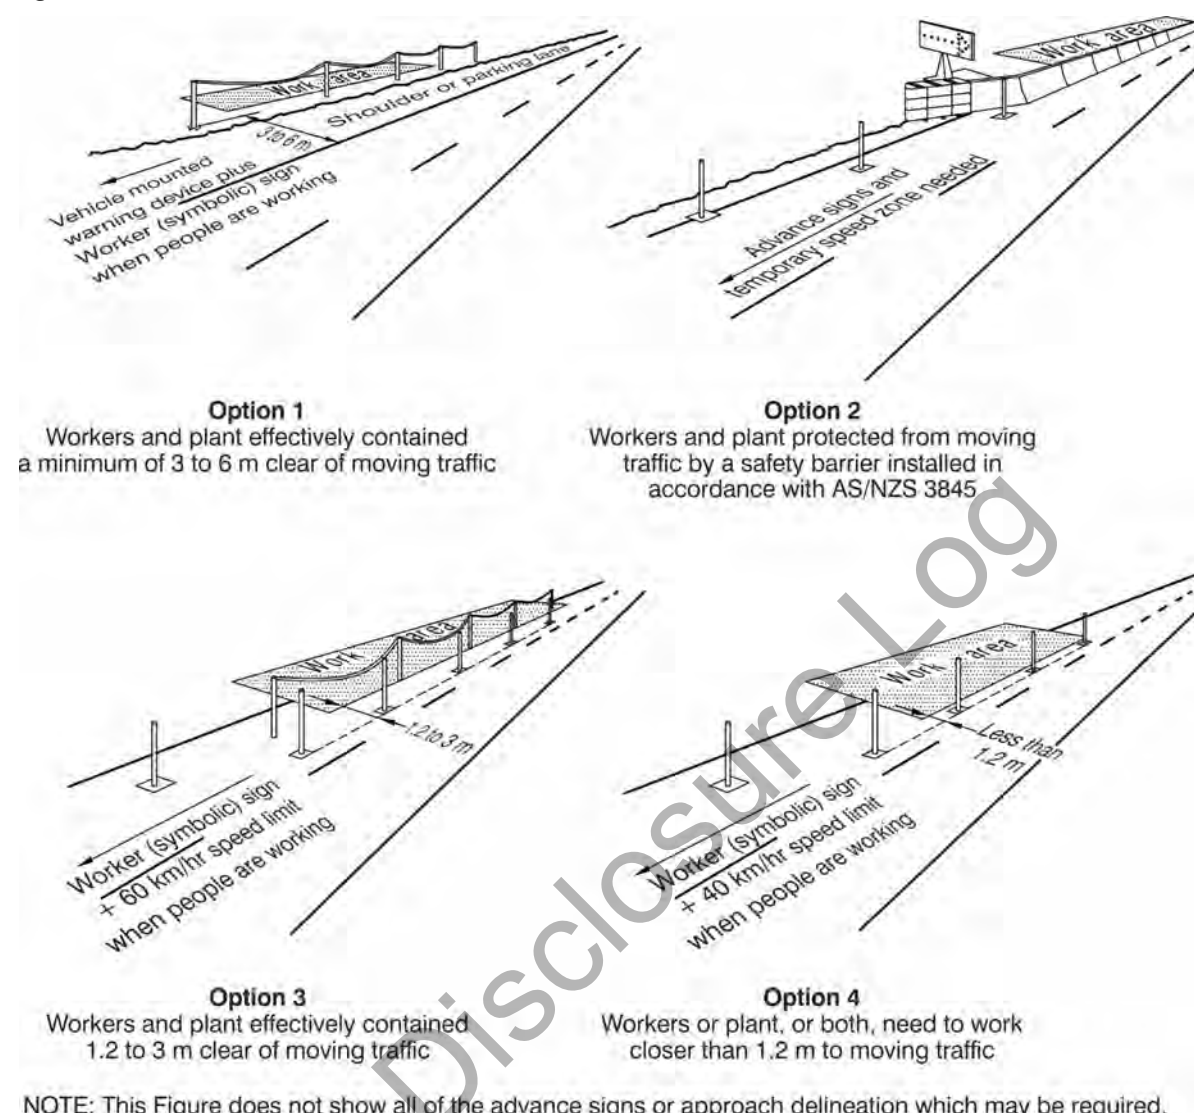 Work area
Shoulder or parking lane
3 to 6 m
Vehicle mounted
warning device plus
Worker (symbolic) sign
when people are working
Option 1
Workers and plant effectively contained
a minimum of 3 to 6 m clear of moving traffic
Work area
Advance signs and
temporary speed zone needed
Option 2
Workers and plant protected from moving
traffic by a safety barrier installed in
accordance with AS/NZS 3845
Work area
1.2 to 3 m
Worker (symbolic) sign
+ 60 km/hr speed limit
when people are working
Option 3
Workers and plant effectively contained
1.2 to 3 m clear of moving traffic
Work area
Less than
1.2 m
Worker (symbolic) sign
+ 40 km/hr speed limit
when people are working
Option 4
Workers or plant, or both, need to work
closer than 1.2 m to moving traffic
NOTE: This Figure does not show all of the advance signs or approach delineation which may be required.
Disclosure Log